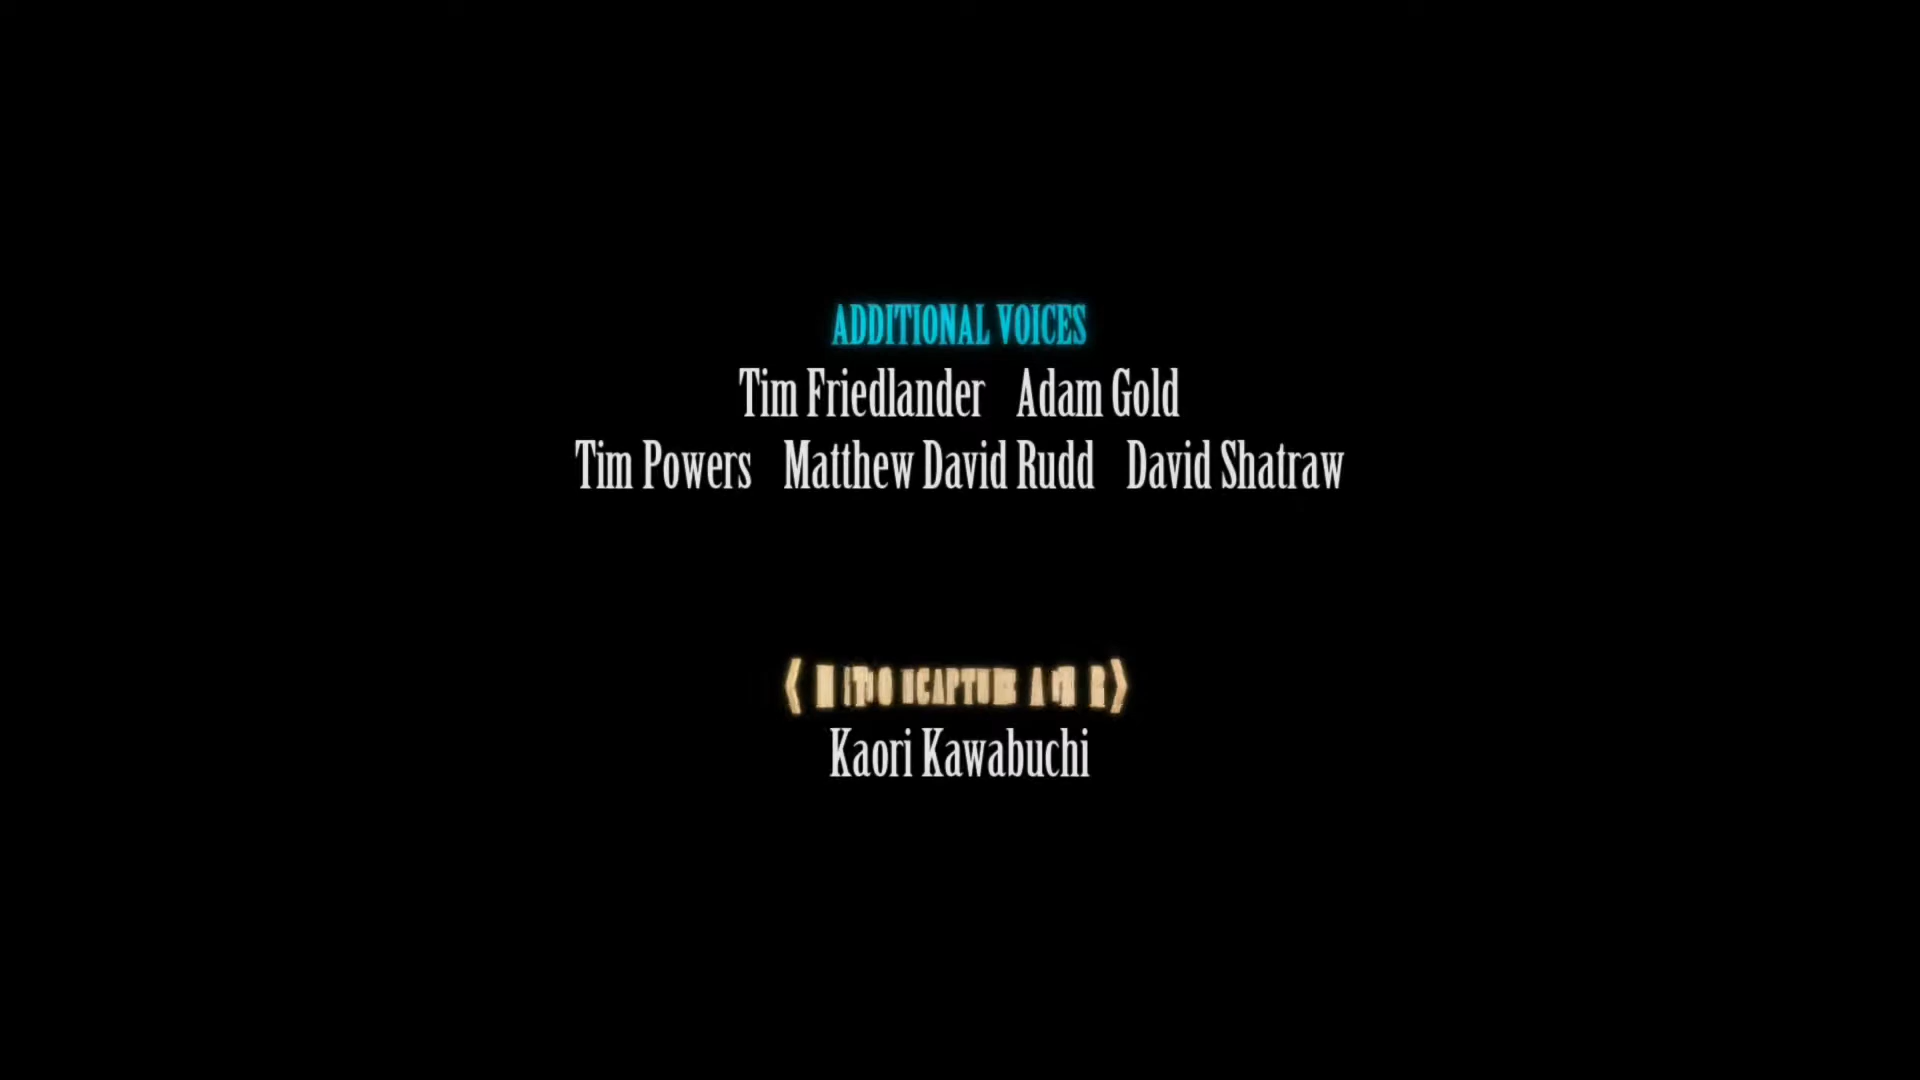 ADDITIONAL VOICES
Tim Friedlander Adam Gold
Tim Powers Matthew David Rudd David Shatraw
Kaori Kawabuchi